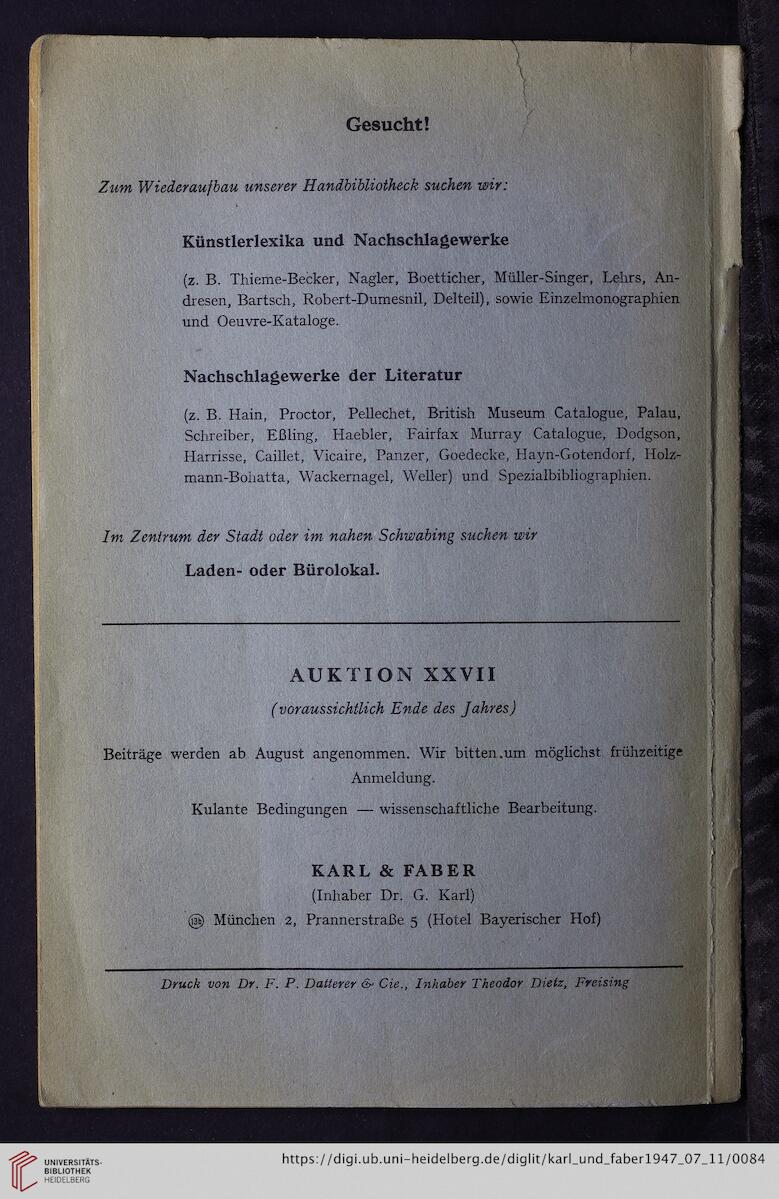 Gesucht!
Zum Wiederaufbau unserer Handbibliotheck suchen wir:
Künstlerlexika und Nachschlagewerke
(z. B. Thieme-Becker, Nagler, Boetticher, Müller-Singer, Lehrs, An-
dresen, Bartsch, Robert-Dumesnil, Delteil), sowie Einzelmonographien
und Oeuvre-Kataloge.
Nachschlagewerke der Literatur
(z. B. Hain, Proctor, Pellechet, British Museum Catalogue, Palau,
Schreiber, Eßling, Haebler, Fairfax Murray Catalogue, Dodgson,
Harrisse, Caillet, Vicaire, Panzer, Goedecke, Hayn-Gotendorf, Holz-
mann-Bohatta, Wackernagel, Weller) und Spezialbibliographien.
Im Zentrum der Stadt oder im nahen Schwabing suchen wir
Laden- oder Bürolokal.
AUKTION XXVII
(voraussichtlich Ende des Jahres)
Beiträge werden ab August angenommen. Wir bitten um möglichst frühzeitige
Anmeldung.
Kulante Bedingungen — wissenschaftliche Bearbeitung.
KARL & FABER
(Inhaber Dr. G. Karl)
(13b) München 2, Prannerstraße 5 (Hotel Bayerischer Hof)
Druck von Dr. F. P. Datterer & Cie., Inhaber Theodor Dietz, Freising
UNIVERSITÄTS-
BIBLIOTHEK
HEIDELBERG
https://digi.ub.uni-heidelberg.de/diglit/karl_und_faber1947_07_11/0084